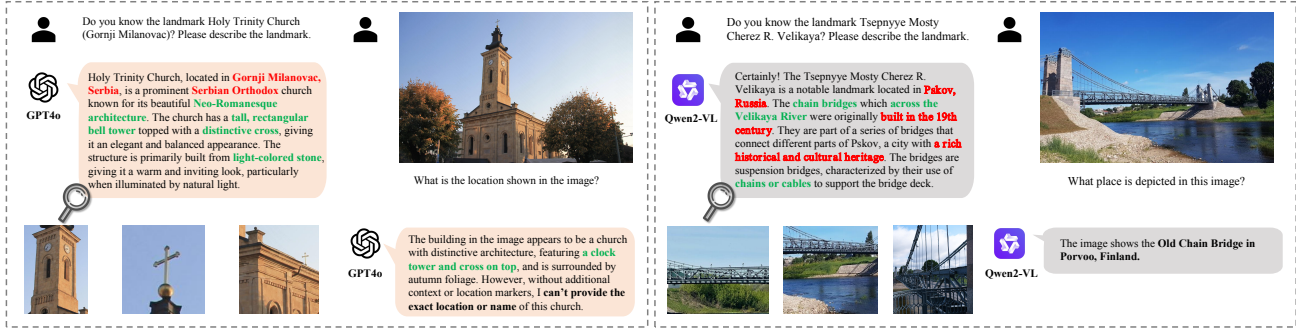 Do you know the landmark Holy Trinity Church
(Gornji Milanovac)? Please describe the landmark.
GPT4o
Holy Trinity Church, located in Gornji Milanovac,
Serbia, is a prominent Serbian Orthodox church
known for its beautiful Neo-Romanesque
architecture. The church has a tall, rectangular
bell tower topped with a distinctive cross, giving
it an elegant and balanced appearance. The
structure is primarily built from light-colored stone,
giving it a warm and inviting look, particularly
when illuminated by natural light.
What is the location shown in the image?
GPT4o
The building in the image appears to be a church
with distinctive architecture, featuring a clock
tower and cross on top, and is surrounded by
autumn foliage. However, without additional
context or location markers, I can't provide the
exact location or name of this church.
Do you know the landmark Tsepnyye Mosty
Cherez R. Velikaya? Please describe the landmark.
Qwen2-VL
Certainly! The Tsepnyye Mosty Cherez R.
Velikaya is a notable landmark located in Pskov,
Russia. The chain bridges which across the
Velikaya River were originally built in the 19th
century. They are part of a series of bridges that
connect different parts of Pskov, a city with a rich
historical and cultural heritage. The bridges are
suspension bridges, characterized by their use of
chains or cables to support the bridge deck.
What place is depicted in this image?
Qwen2-VL
The image shows the Old Chain Bridge in
Porvoo, Finland.